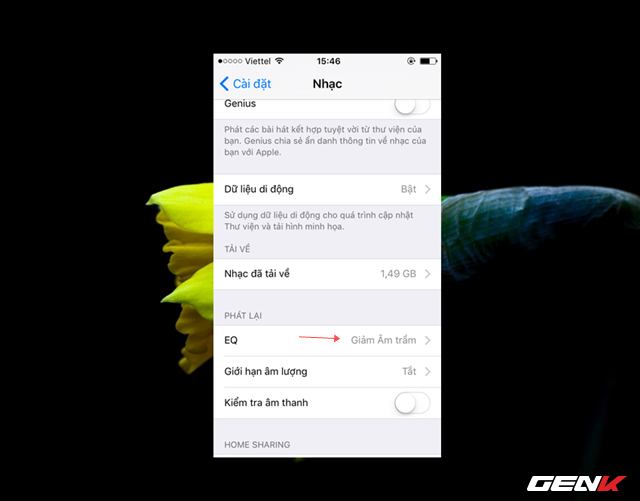 Viettel 15:46
Cài đặt Nhạc
Genius
Phát các bài hát kết hợp tuyệt vời từ thư viện của
bạn. Genius chia sẻ ẩn danh thông tin về nhạc của
bạn với Apple.
Dữ liệu di động Bật
Sử dụng dữ liệu di động cho quá trình cập nhật
Thư viện và tải hình minh họa.
TẢI VỀ
Nhạc đã tải về 1,49 GB
PHÁT LẠI
EQ Giảm Âm trầm
Giới hạn âm lượng Tắt
Kiểm tra âm thanh
HOME SHARING
GENK